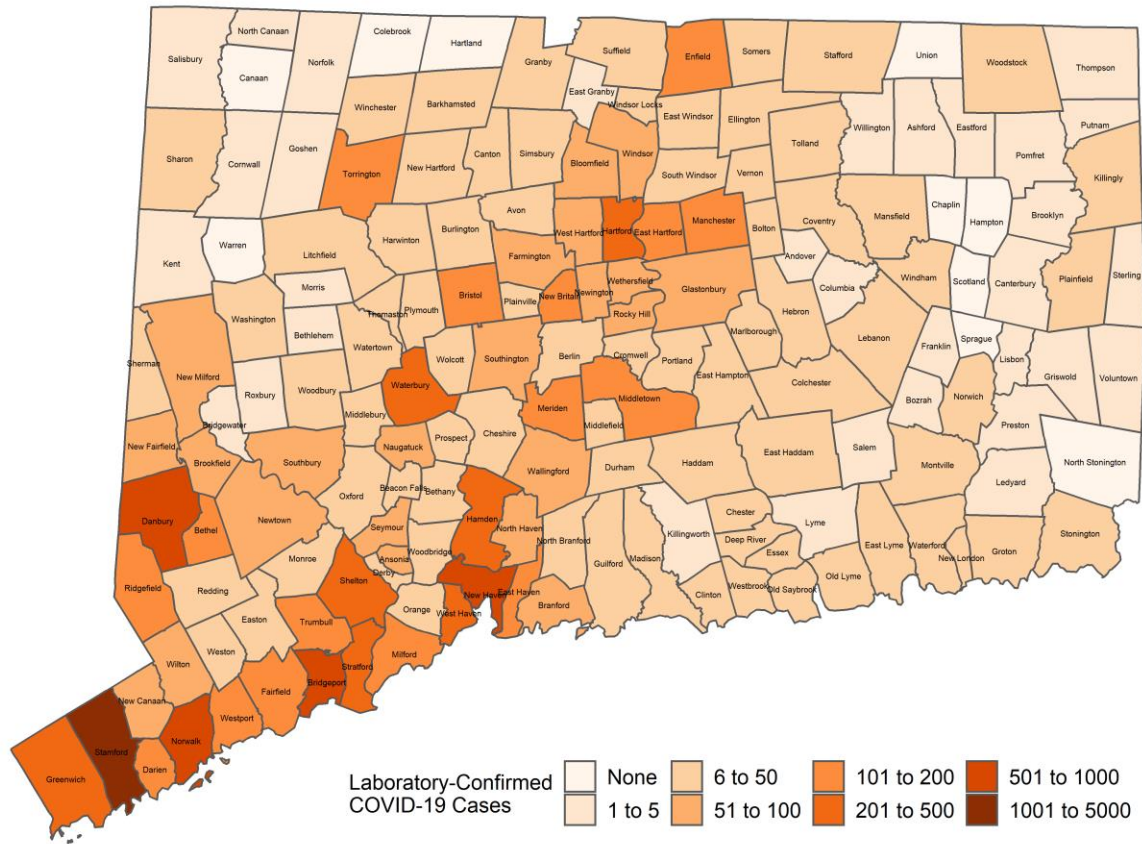 North Canaan
Colebrook
Hartland
Salisbury
Norfolk
Canaan
Granby
Suffield
Enfield
Somers
Stafford
Union
Woodstock
Thompson
East Granby
Windsor Locks
Winchester
Barkhamsted
East Windsor
Ellington
Willington
Ashford
Eastford
Putnam
Pomfret
Sharon
Cornwall
Goshen
Torrington
New Hartford
Canton
Simsbury
Bloomfield
Windsor
South Windsor
Vernon
Tolland
Killingly
Avon
Kent
Warren
Litchfield
Harwinton
Burlington
West Hartford
Hartford
East Hartford
Manchester
Bolton
Coventry
Mansfield
Chaplin
Hampton
Brooklyn
Farmington
Andover
Columbia
Windham
Scotland
Canterbury
Plainfield
Sterling
Morris
Bristol
Plainville
New Britain
Newington
Wethersfield
Rocky Hill
Glastonbury
Washington
Bethlehem
Thomaston
Plymouth
Watertown
Marlborough
Hebron
Lebanon
Franklin
Sprague
Lisbon
Griswold
Voluntown
Sherman
New Milford
Roxbury
Woodbury
Wolcott
Southington
Berlin
Cromwell
Portland
East Hampton
Colchester
Bozrah
Norwich
Preston
Waterbury
Bridgewater
Middlebury
Meriden
Middletown
Middlefield
New Fairfield
Brookfield
Southbury
Naugatuck
Prospect
Cheshire
Wallingford
Durham
Haddam
East Haddam
Salem
Montville
North Stonington
Ledyard
Danbury
Bethel
Newtown
Oxford
Beacon Falls
Bethany
Hamden
North Haven
Seymour
Ansonia
Derby
Woodbridge
North Branford
Guilford
Madison
Killingworth
Chester
Deep River
Essex
Lyme
East Lyme
Waterford
New London
Groton
Stonington
Monroe
Ridgefield
Redding
Shelton
Orange
New Haven
East Haven
West Haven
Branford
Clinton
Westbrook
Old Saybrook
Old Lyme
Easton
Trumbull
Milford
Stratford
Wilton
Weston
Bridgeport
Fairfield
New Canaan
Westport
Norwalk
Stamford
Darien
Greenwich
Laboratory-Confirmed
COVID-19 Cases
None
1 to 5
6 to 50
51 to 100
101 to 200
201 to 500
501 to 1000
1001 to 5000